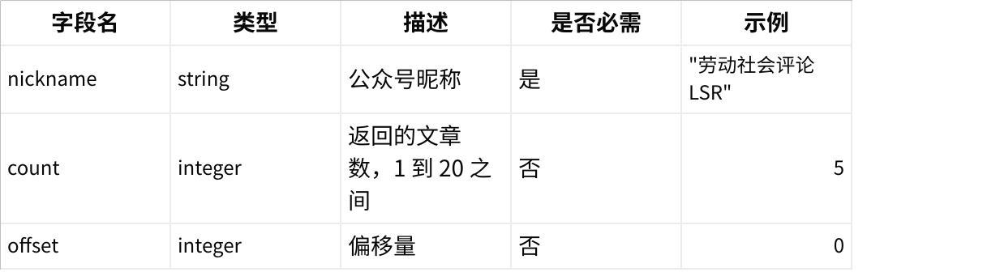 字段名 类型 描述 是否必需 示例
nickname string 公众号昵称 是 "劳动社会评论
LSR"
count integer 返回的文章
数，1 到 20 之
间 否 5
offset integer 偏移量 否 0